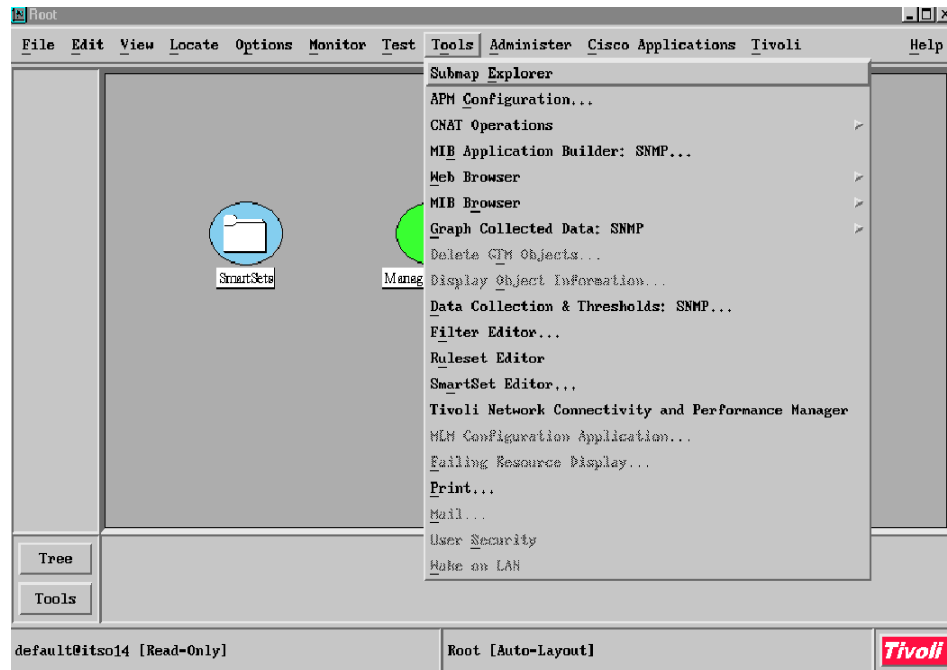 Root
File Edit View Locate Options Monitor Test Tools Administer Cisco Applications Tivoli Help
Submap Explorer
APM Configuration...
CNAT Operations
MIB Application Builder: SNMP...
Web Browser
MIB Browser
Graph Collected Data: SNMP
Delete GTM Objects...
Display Object Information...
Data Collection & Thresholds: SNMP...
Filter Editor...
Ruleset Editor
SmartSet Editor...
Tivoli Network Connectivity and Performance Manager
MLM Configuration Application...
Failing Resource Display...
Print...
Mail...
User Security
Wake on LAN
SmartSets
Manag
Tree
Tools
default@itso14 [Read-Only]
Root [Auto-Layout]
Tivoli